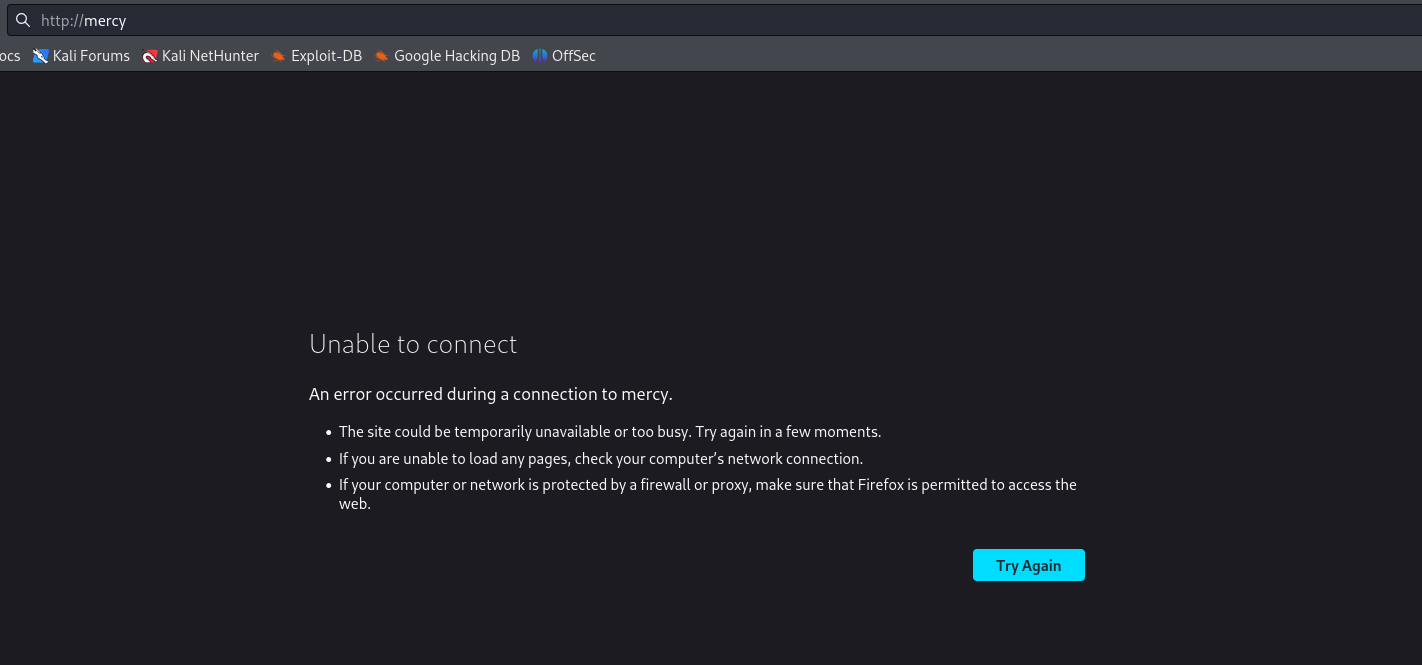 http://mercy
ocs Kali Forums Kali NetHunter Exploit-DB Google Hacking DB OffSec
Unable to connect
An error occurred during a connection to mercy.
• The site could be temporarily unavailable or too busy. Try again in a few moments.
• If you are unable to load any pages, check your computer’s network connection.
• If your computer or network is protected by a firewall or proxy, make sure that Firefox is permitted to access the
web.
Try Again